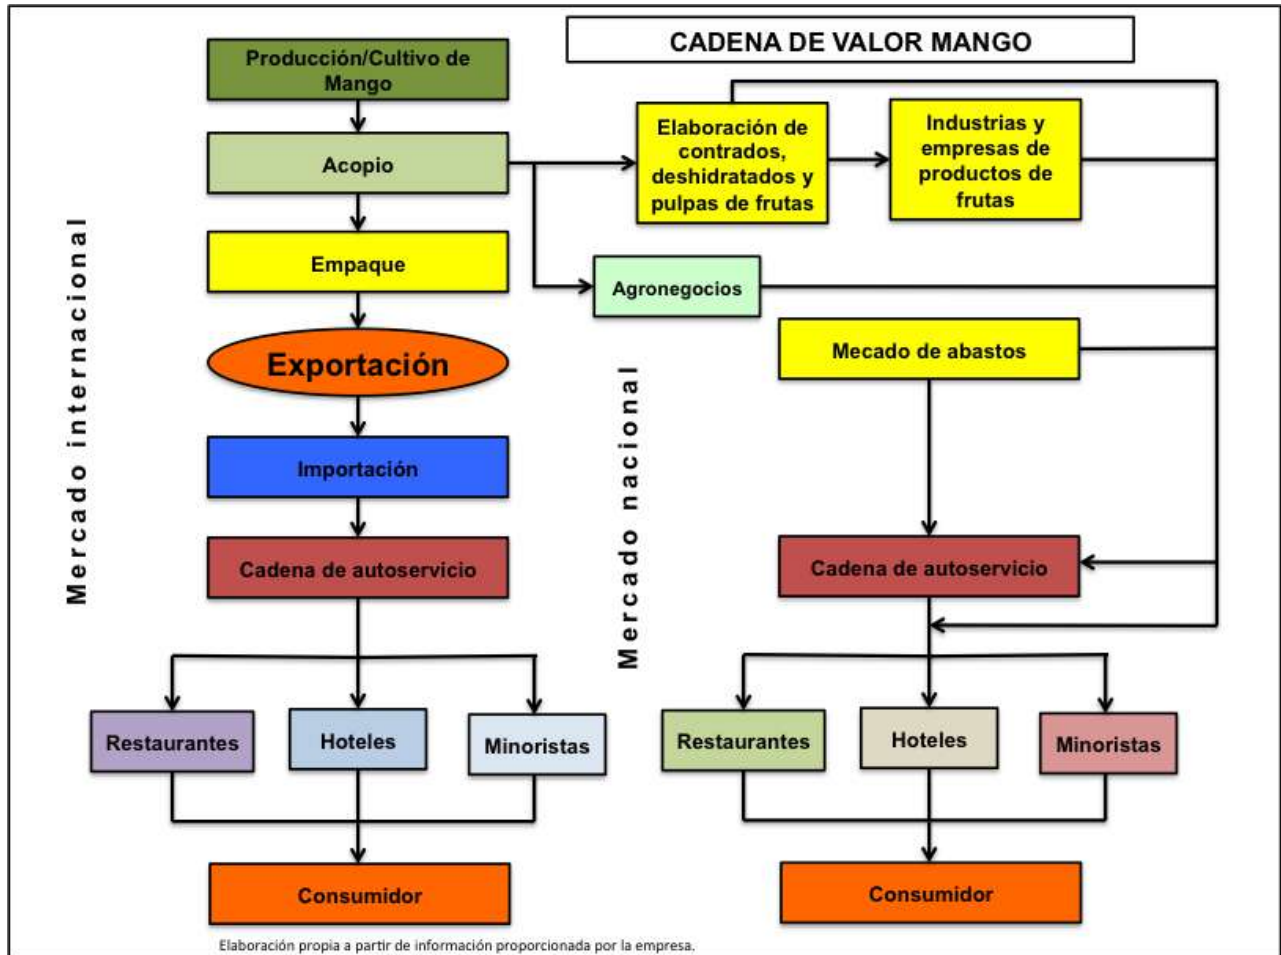 CADENA DE VALOR MANGO
Producción/Cultivo de
Mango
Acopio
Empaque
Exportación
Importación
Cadena de autoservicio
Restaurantes
Hoteles
Minoristas
Consumidor
Mercado internacional
Elaboración de
contrados,
deshidratados y
pulpas de frutas
Industrias y
empresas de
productos de
frutas
Agronegocios
Mecado de abastos
Mercado nacional
Cadena de autoservicio
Restaurantes
Hoteles
Minoristas
Consumidor
Elaboración propia a partir de información proporcionada por la empresa.